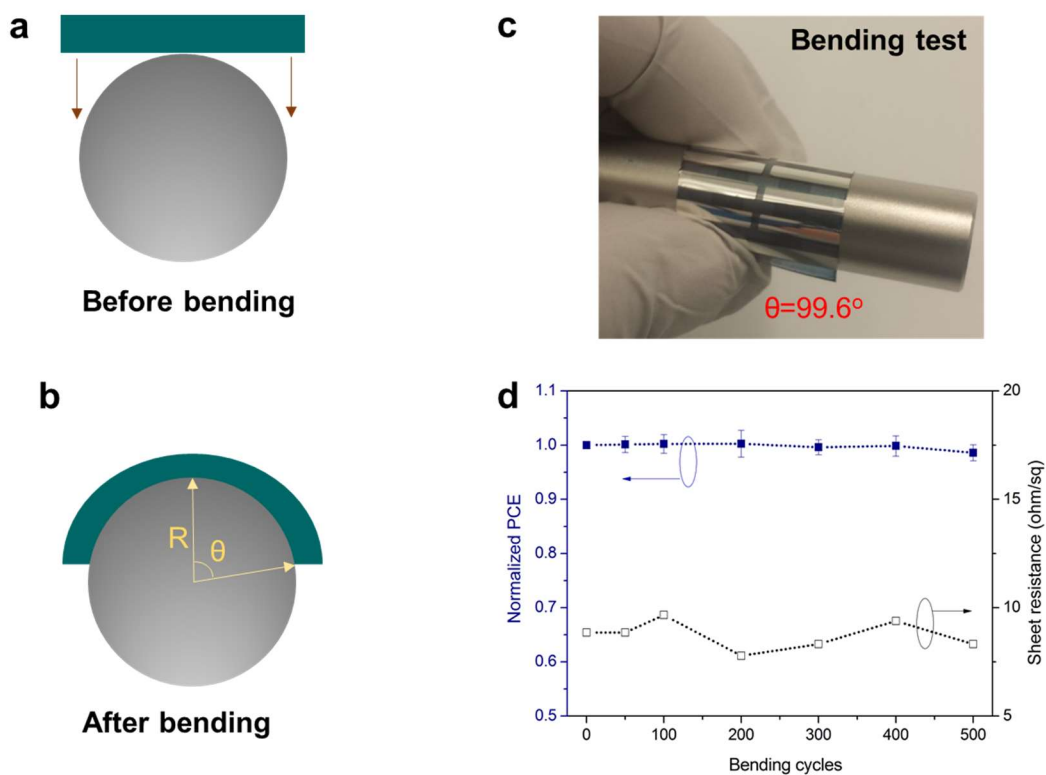 a
Before bending
b
R
θ
After bending
c
Bending test
θ=99.6°
d
Normalized PCE
1.1
1.0
0.9
0.8
0.7
0.6
0.5
Sheet resistance (ohm/sq)
20
15
10
5
0
100
200
300
400
500
Bending cycles